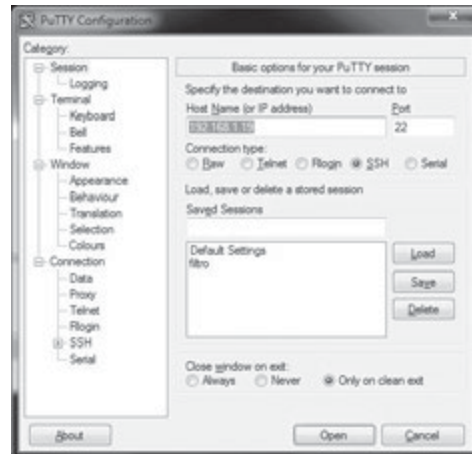 PuTTY Configuration
Category:
Session
Logging
Terminal
Keyboard
Bell
Features
Window
Appearance
Behaviour
Translation
Selection
Colours
Connection
Data
Proxy
Telnet
Rlogin
SSH
Serial
Basic options for your PuTTY session
Specify the destination you want to connect to
Host Name (or IP address) Port
192.168.1.19 22
Connection type:
Raw Telnet Rlogin SSH Serial
Load, save or delete a stored session
Saved Sessions
Default Settings
filtro
Load
Save
Delete
Close window on exit:
Always Never Only on clean exit
About Open Cancel